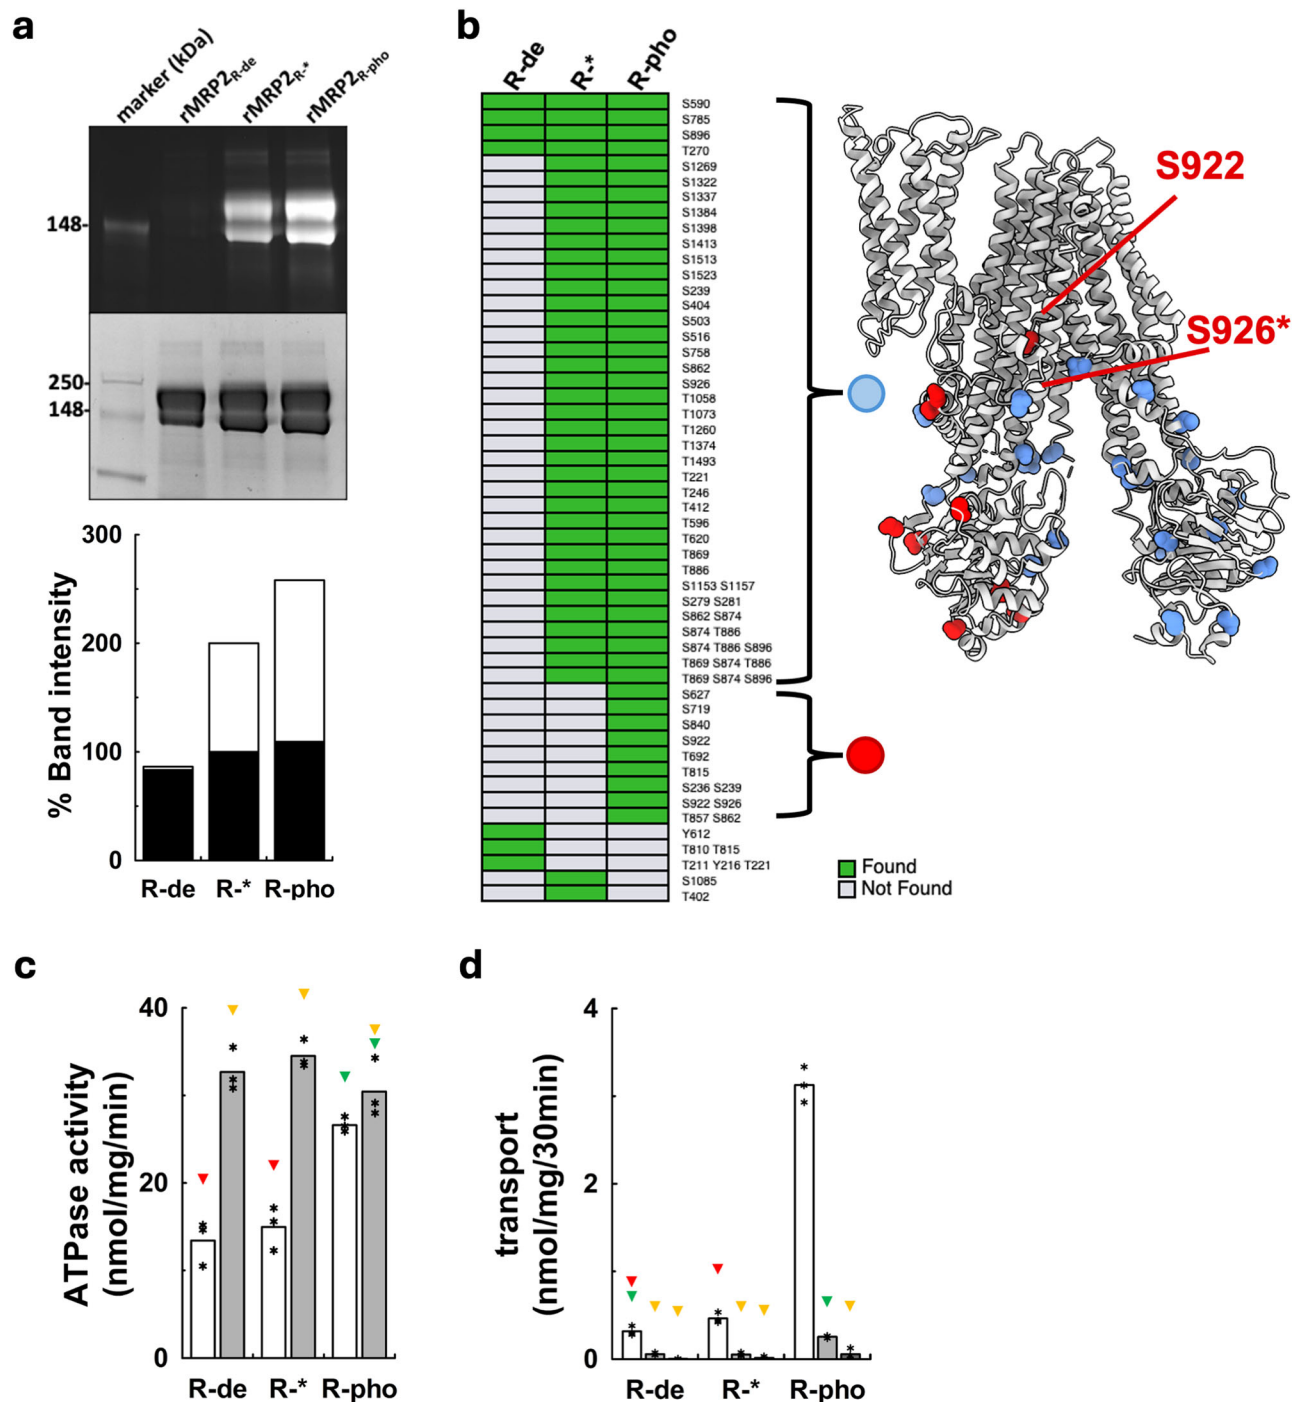 a
marker (kDa)
rMRP2R-de
rMRP2R-*
rMRP2R-pho
148-
250-
148-
% Band intensity
300
200
100
0
R-de
R-*
R-pho
b
R-de
R-*
R-pho
S590
S785
S896
T270
S1269
S1322
S1337
S1384
S1398
S1413
S1513
S1523
S239
S404
S503
S516
S758
S862
S926
T1058
T1073
T1260
T1374
T1493
T221
T246
T412
T596
T620
T869
T886
S1153 S1157
S279 S281
S862 S874
S874 T886
S874 T886 S896
T869 S874 T886
T869 S874 S896
S627
S719
S840
S922
T692
T815
S236 S239
S922 S926
T857 S862
Y612
T810 T815
T211 Y216 T221
S1085
T402
S922
S926*
Found
Not Found
c
ATPase activity
(nmol/mg/min)
40
20
0
R-de
R-*
R-pho
d
transport
(nmol/mg/30min)
4
2
0
R-de
R-*
R-pho